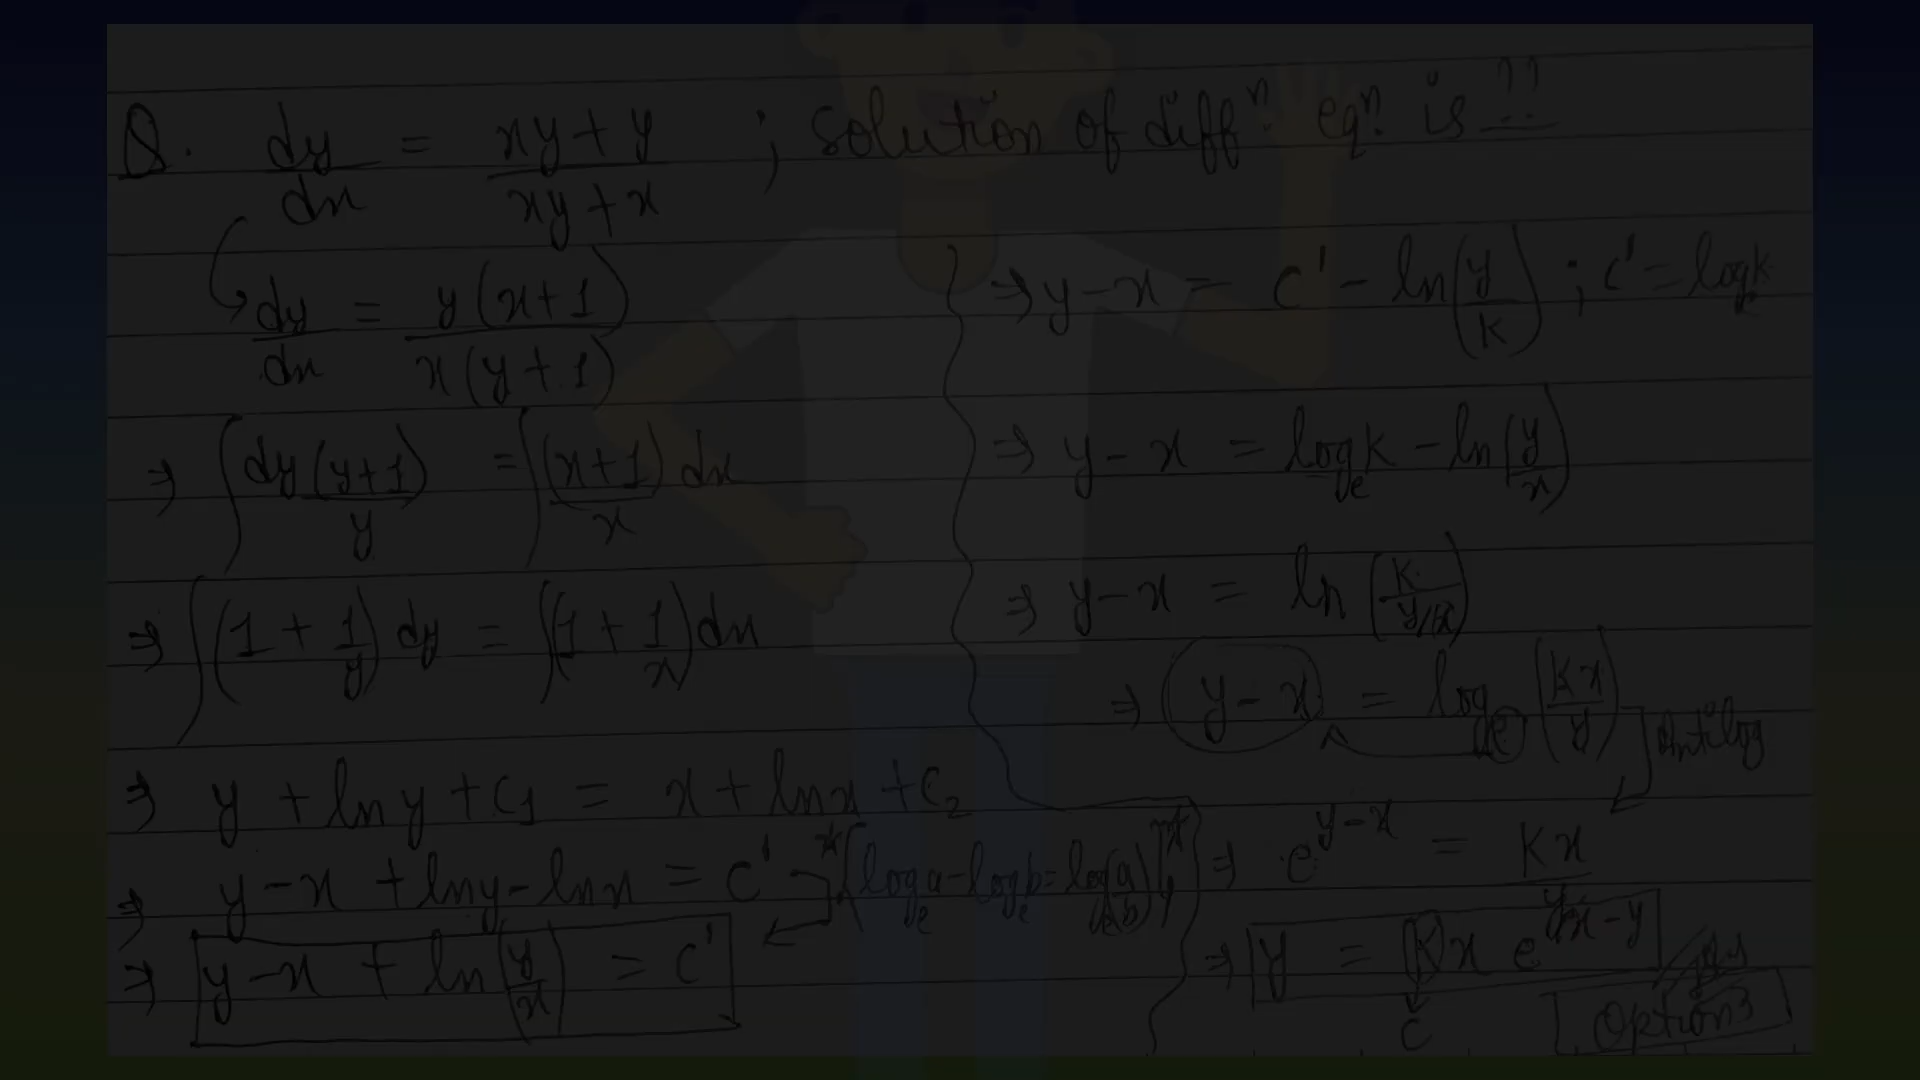 Q. dy/dx = xy+y / xy+x ; Solution of diffⁿ eqⁿ. is ??
dy/dx = y(x+1) / x(y+1)
⇒ ∫ dy(y+1)/y = ∫ (x+1)/x dx
⇒ ∫ (1 + 1/y) dy = ∫ (1 + 1/x) dx
⇒ y + ln y + C₁ = x + ln x + C₂
⇒ y - x + ln y - ln x = C' * [logₑa - logₑb = logₑ(a/b)] *
⇒ y - x + ln(y/x) = C'
⇒ y - x = C' - ln(y/k) ; C' = log k
⇒ y - x = logₑk - ln(y/x)
⇒ y - x = ln(k / y/x)
⇒ y - x = logₑ(kx/y) Antilog
⇒ e^(y-x) = kx/y
⇒ y = k x e^(x-y)
C
Option 3